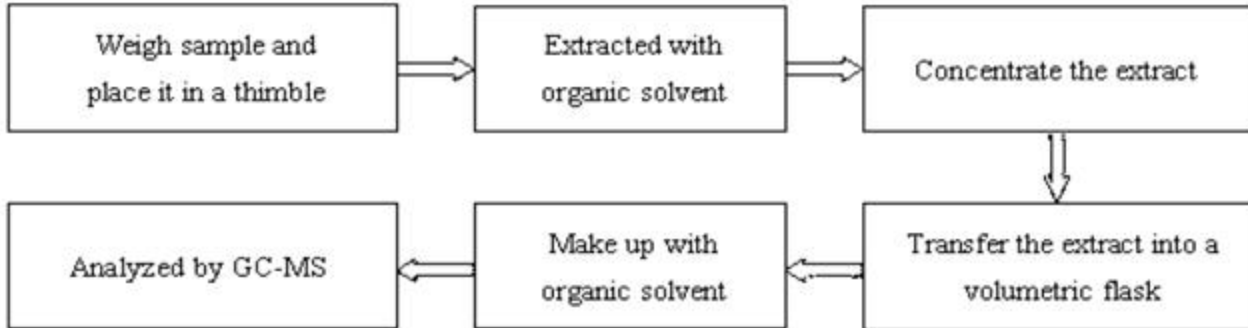 Weigh sample and
place it in a thimble
Extracted with
organic solvent
Concentrate the extract
Transfer the extract into a
volumetric flask
Make up with
organic solvent
Analyzed by GC-MS